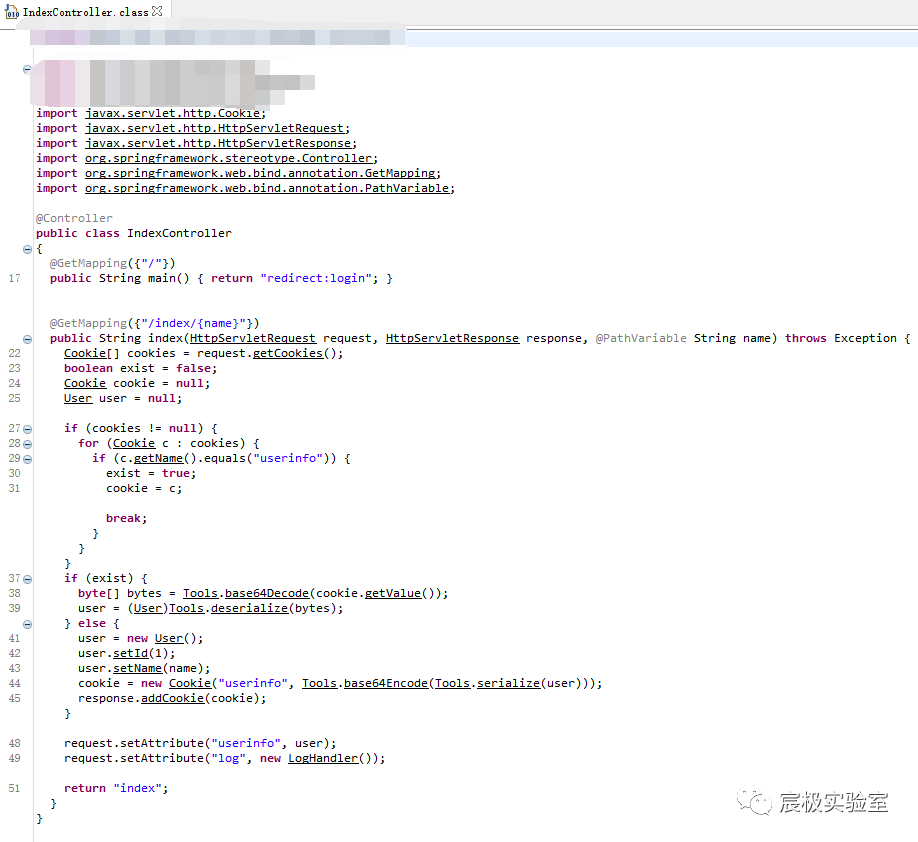 IndexController.class
import javax.servlet.http.Cookie;
import javax.servlet.http.HttpServletRequest;
import javax.servlet.http.HttpServletResponse;
import org.springframework.stereotype.Controller;
import org.springframework.web.bind.annotation.GetMapping;
import org.springframework.web.bind.annotation.PathVariable;
@Controller
public class IndexController
{
@GetMapping({"/"})
17 public String main() { return "redirect:login"; }
@GetMapping({"/index/{name}"})
public String index(HttpServletRequest request, HttpServletResponse response, @PathVariable String name) throws Exception {
22 Cookie[] cookies = request.getCookies();
23 boolean exist = false;
24 Cookie cookie = null;
25 User user = null;
27 if (cookies != null) {
28 for (Cookie c : cookies) {
29 if (c.getName().equals("userinfo")) {
30 exist = true;
31 cookie = c;
break;
}
}
}
37 if (exist) {
38 byte[] bytes = Tools.base64Decode(cookie.getValue());
39 user = (User)Tools.deserialize(bytes);
} else {
41 user = new User();
42 user.setId(1);
43 user.setName(name);
44 cookie = new Cookie("userinfo", Tools.base64Encode(Tools.serialize(user)));
45 response.addCookie(cookie);
}
48 request.setAttribute("userinfo", user);
49 request.setAttribute("log", new LogHandler());
51 return "index";
}
}
宸极实验室